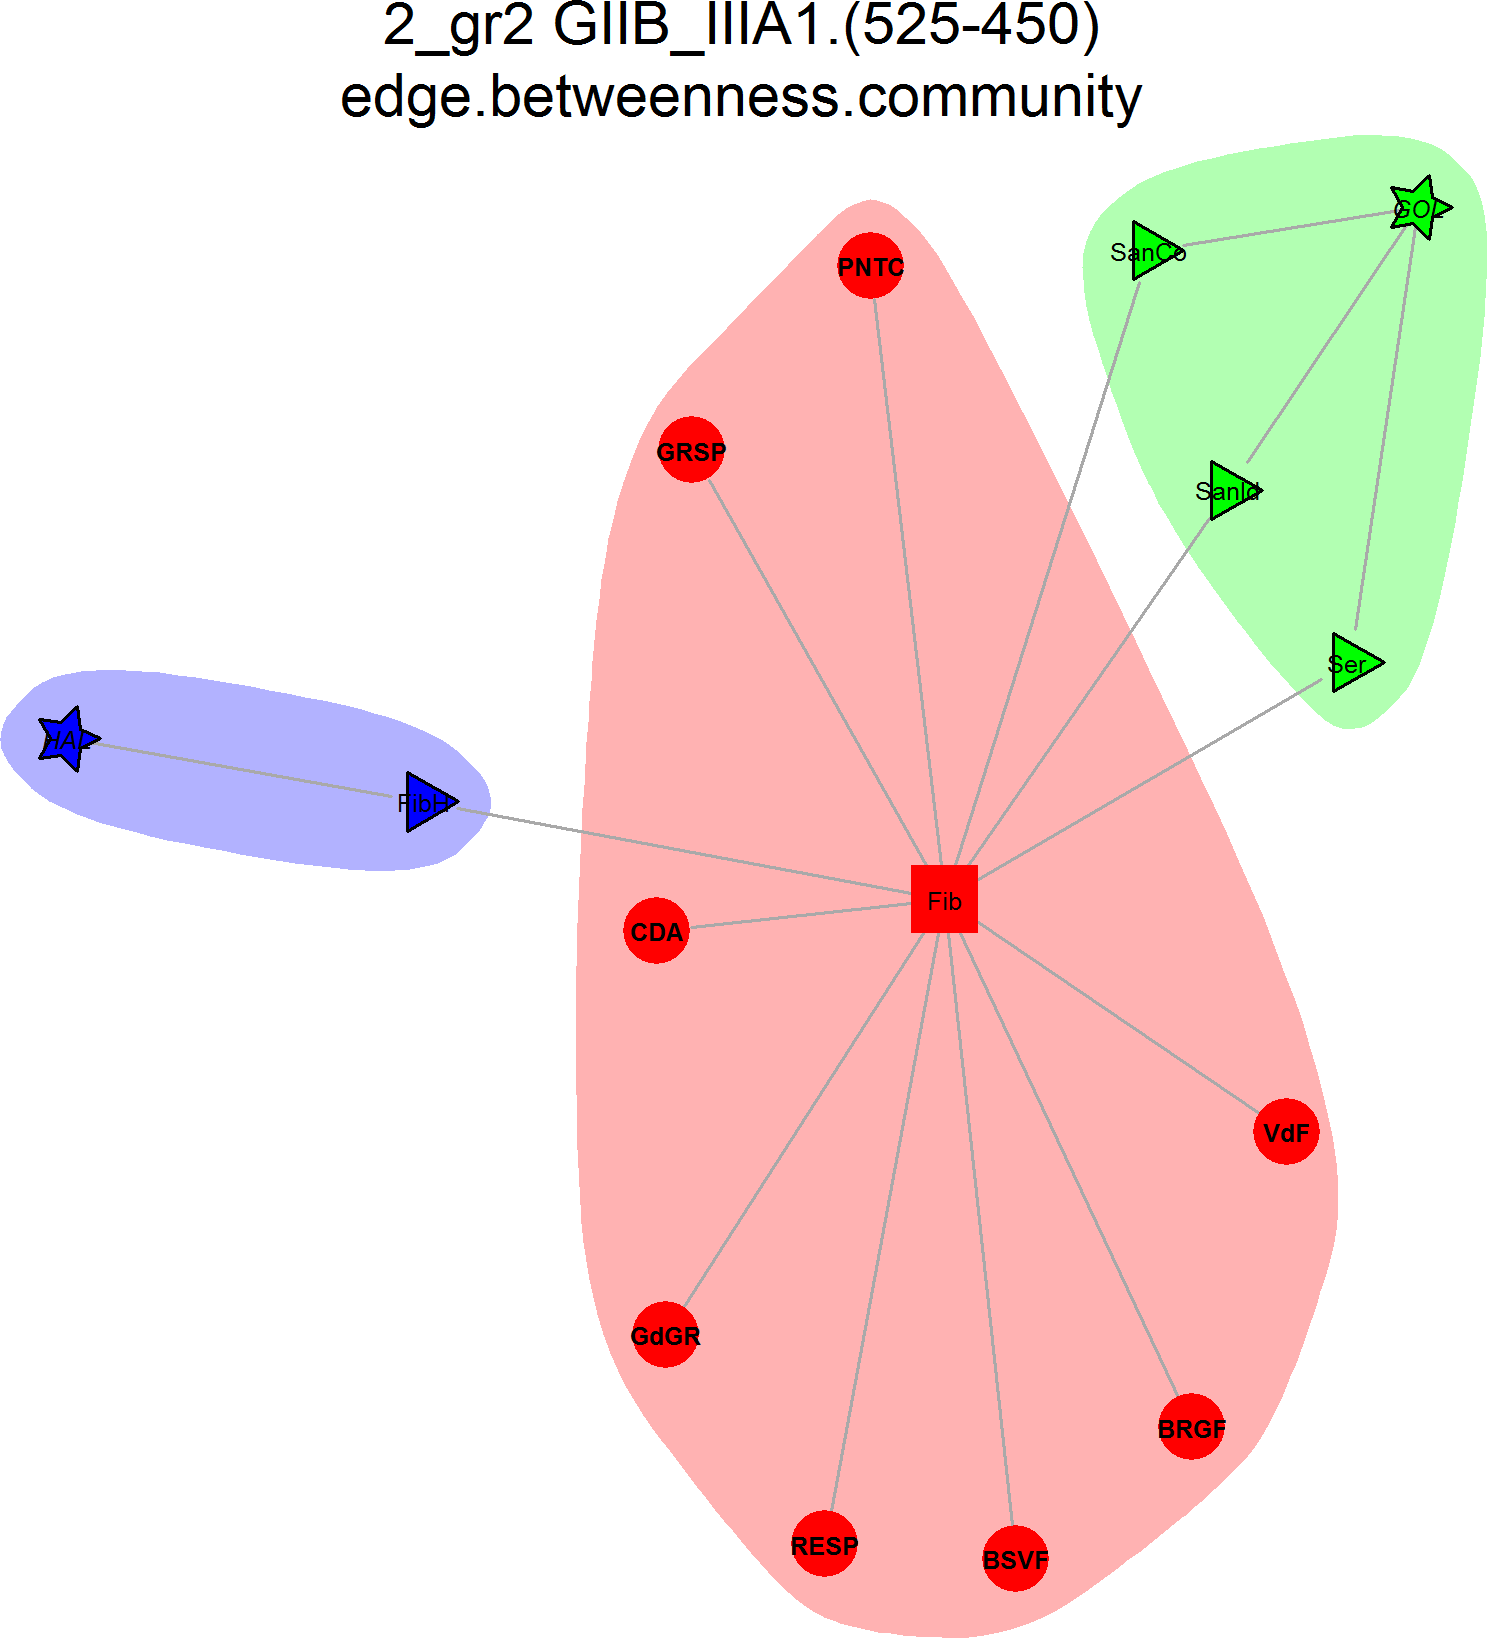 2_gr2 GIIB_IIIA1.(525-450)
edge.betweenness.community
GOL
SanCo
PNTC
GRSP
SanId
Ser
HAL
FibH
Fib
CDA
VdF
GdGR
BRGF
RESP
BSVF